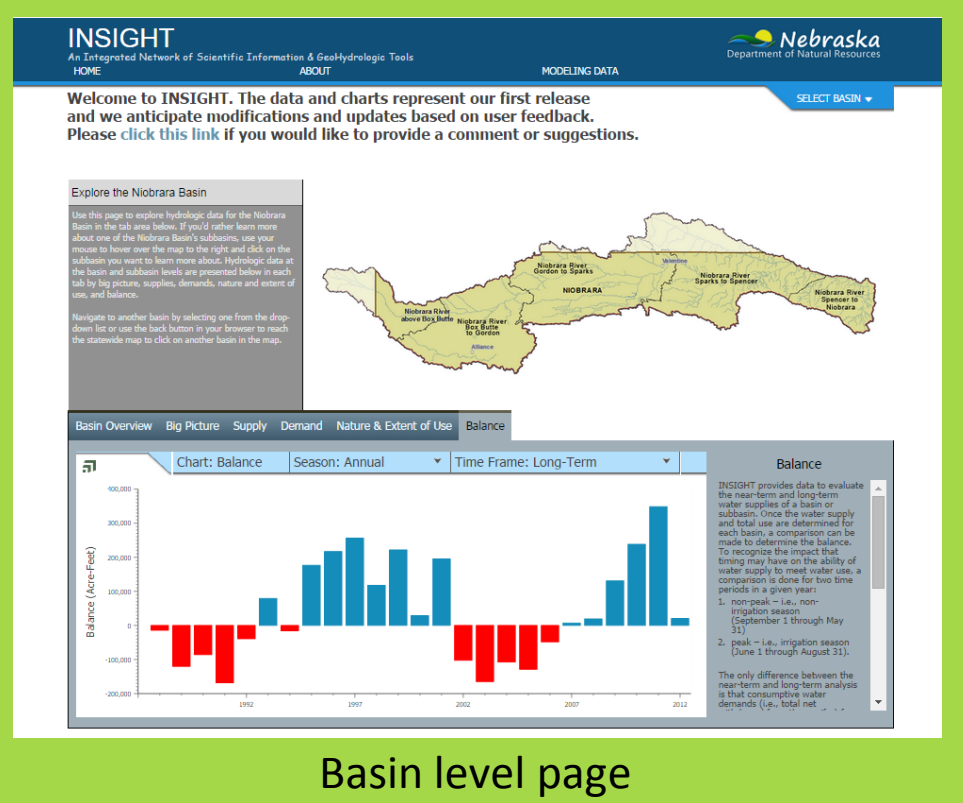 INSIGHT
An Integrated Network of Scientific Information & GeoHydrologic Tools
Nebraska
Department of Natural Resources
HOME ABOUT MODELING DATA
SELECT BASIN
Welcome to INSIGHT. The data and charts represent our first release
and we anticipate modifications and updates based on user feedback.
Please click this link if you would like to provide a comment or suggestions.
Explore the Niobrara Basin
Use this page to explore hydrologic data for the Niobrara
Basin in the tab area below. If you'd rather learn more
about one of the Niobrara Basin's subbasins, use your
mouse to hover over the map to the right and click on the
subbasin you want to learn more about. Hydrologic data at
the basin and subbasin levels are presented below in each
tab by big picture, supplies, demands, nature and extent of
use, and balance.
Navigate to another basin by selecting one from the drop-
down list or use the back button in your browser to reach
the statewide map to click on another basin in the map.
Niobrara River
above Box Butte
Niobrara River
Box Butte
to Gordon
Alliance
Niobrara River
Gordon to Sparks
NIOBRARA
Valentine
Niobrara River
Sparks to Spencer
Niobrara River
Spencer to
Niobrara
Basin Overview Big Picture Supply Demand Nature & Extent of Use Balance
Chart: Balance Season: Annual Time Frame: Long-Term
Balance (Acre-Feet)
400,000
300,000
200,000
100,000
0
-100,000
-200,000
1992 1997 2002 2007 2012
Balance
INSIGHT provides data to evaluate
the near-term and long-term
water supplies of a basin or
subbasin. Once the water supply
and total use are determined for
each basin, a comparison can be
made to determine the balance.
To recognize the impact that
timing may have on the ability of
water supply to meet water use, a
comparison is done for two time
periods in a given year:
1. non-peak – i.e., non-
irrigation season
(September 1 through May
31)
2. peak – i.e., irrigation season
(June 1 through August 31).
The only difference between the
near-term and long-term analysis
is that consumptive water
demands (i.e., total net
Basin level page